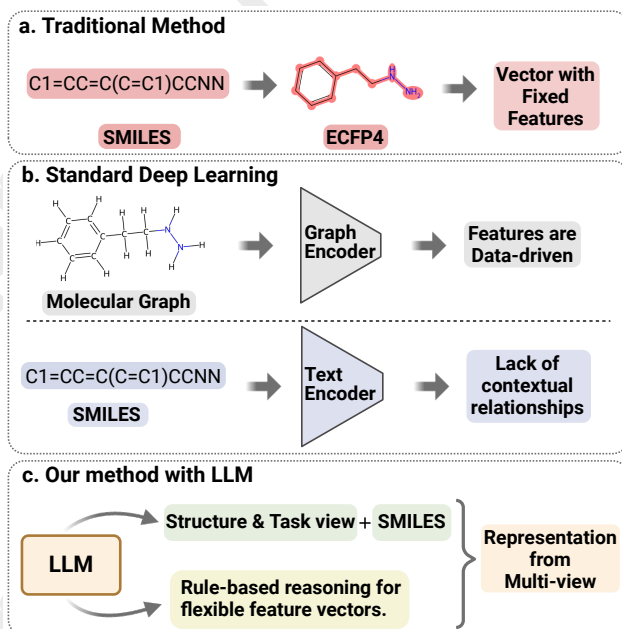 a. Traditional Method
C1=CC=C(C=C1)CCNN
SMILES
NH
NH2
ECFP4
Vector with
Fixed
Features
b. Standard Deep Learning
H H H H H
H C C N
N H
H H H H H
Molecular Graph
Graph
Encoder
Features are
Data-driven
C1=CC=C(C=C1)CCNN
SMILES
Text
Encoder
Lack of
contextual
relationships
c. Our method with LLM
LLM
Structure & Task view + SMILES
Rule-based reasoning for
flexible feature vectors.
Representation
from
Multi-view